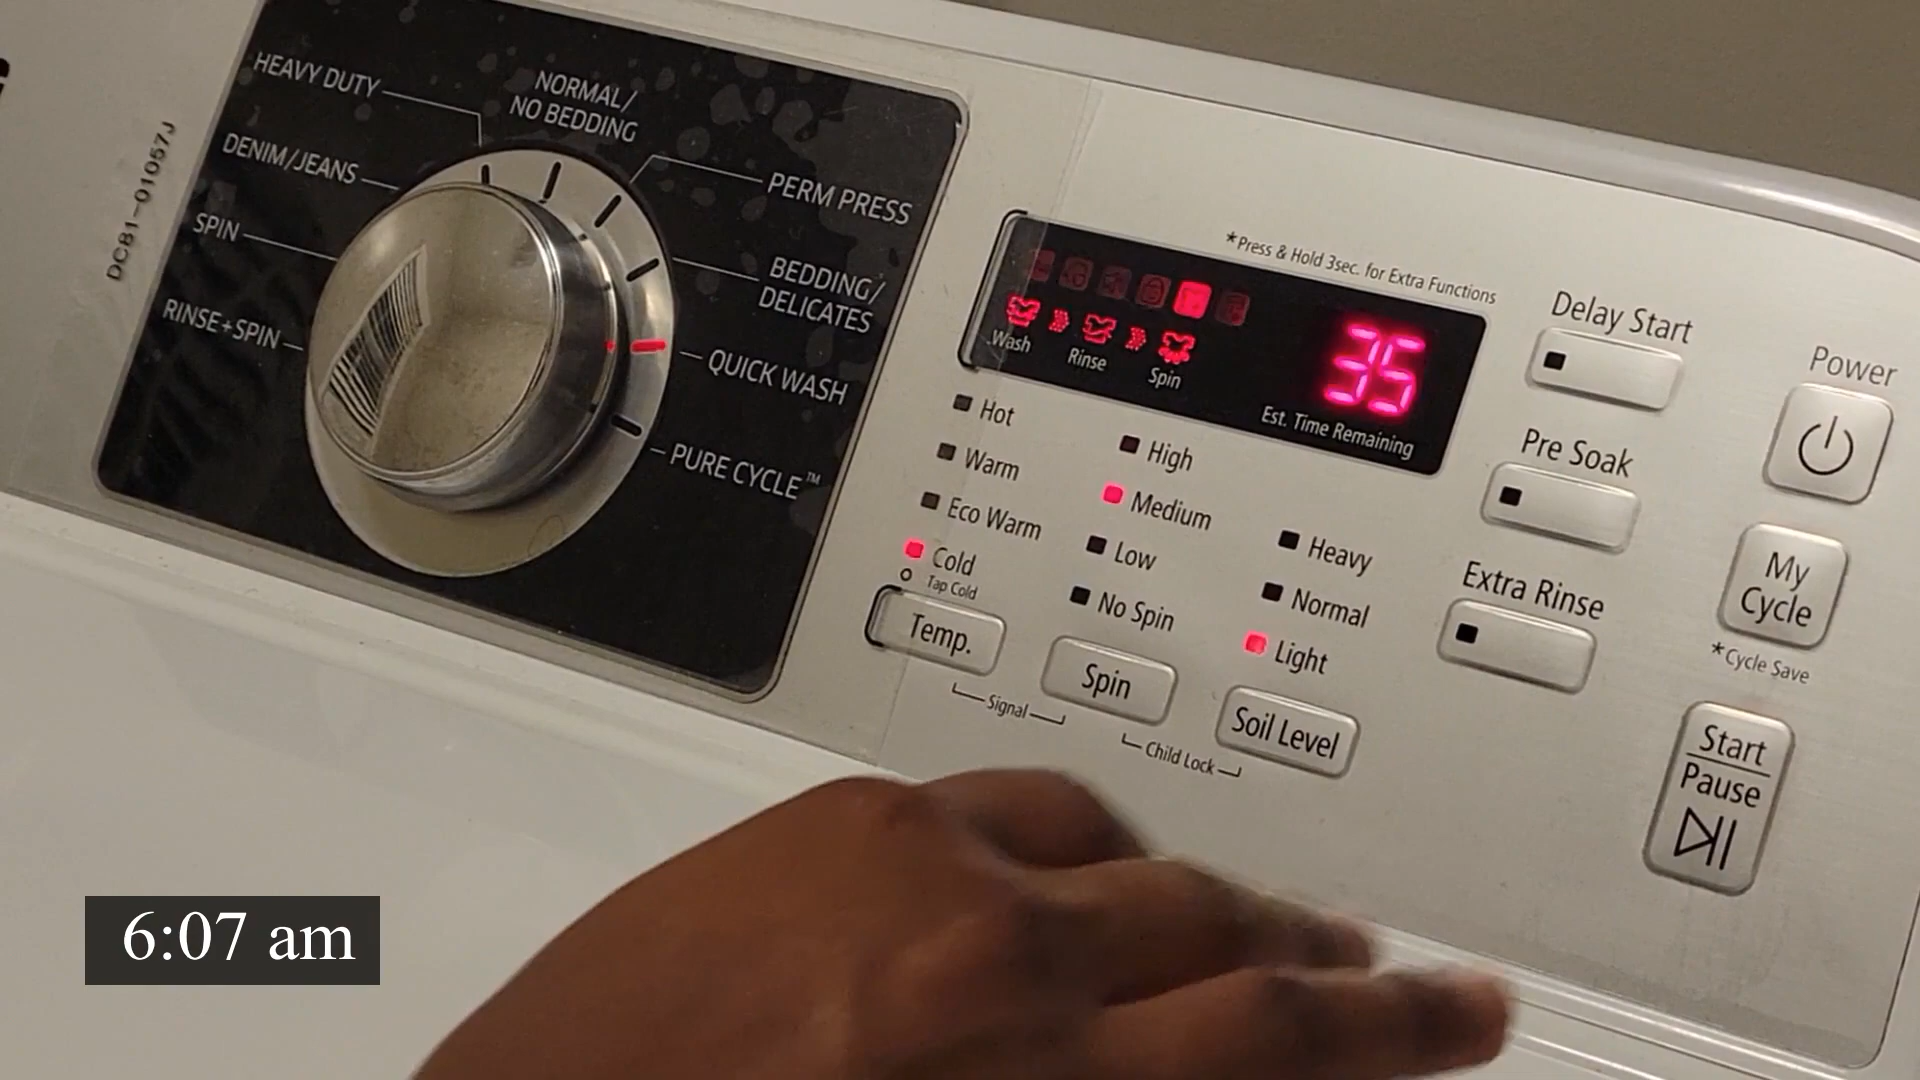 HEAVY DUTY
NORMAL/
NO BEDDING
DENIM/JEANS
PERM PRESS
SPIN
BEDDING/
DELICATES
RINSE+SPIN
QUICK WASH
PURE CYCLE™
DC81-01057J
*Press & Hold 3sec. for Extra Functions
35
Wash
Rinse
Spin
Est. Time Remaining
Hot
Warm
Eco Warm
Cold
Tap Cold
Temp.
High
Medium
Low
No Spin
Spin
Heavy
Normal
Light
Soil Level
Signal
Child Lock
Delay Start
Pre Soak
Extra Rinse
Power
My
Cycle
*Cycle Save
Start
Pause
6:07 am